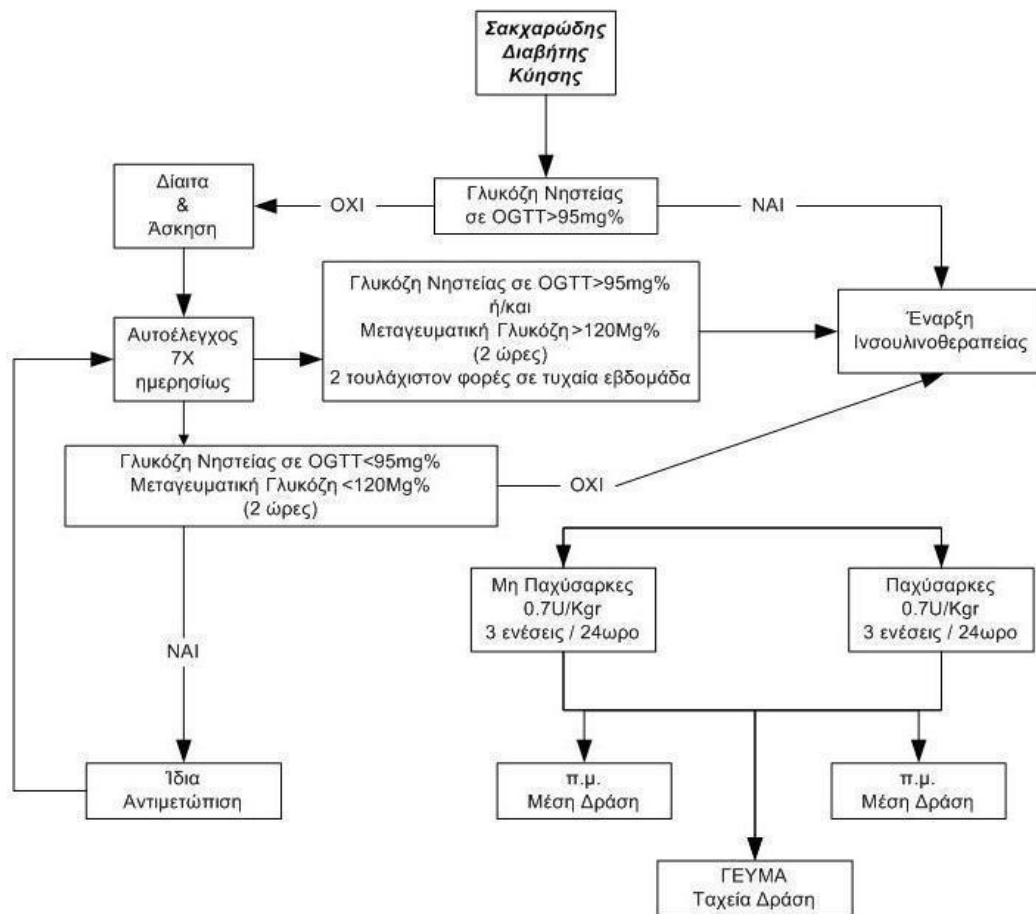 Σακχαρώδης
Διαβήτης
Κύησης
Γλυκόζη Νηστείας
σε OGTT>95mg%
ΟΧΙ
ΝΑΙ
Δίαιτα
&
Άσκηση
Αυτοέλεγχος
7Χ
ημερησίως
Γλυκόζη Νηστείας σε OGTT>95mg%
ή/και
Μεταγευματική Γλυκόζη >120Mg%
(2 ώρες)
2 τουλάχιστον φορές σε τυχαία εβδομάδα
Έναρξη
Ινσουλινοθεραπείας
Γλυκόζη Νηστείας σε OGTT<95mg%
Μεταγευματική Γλυκόζη <120Mg%
(2 ώρες)
ΟΧΙ
ΝΑΙ
Ίδια
Αντιμετώπιση
Μη Παχύσαρκες
0.7U/Kgr
3 ενέσεις / 24ωρο
Παχύσαρκες
0.7U/Kgr
3 ενέσεις / 24ωρο
π.μ.
Μέση Δράση
π.μ.
Μέση Δράση
ΓΕΥΜΑ
Ταχεία Δράση